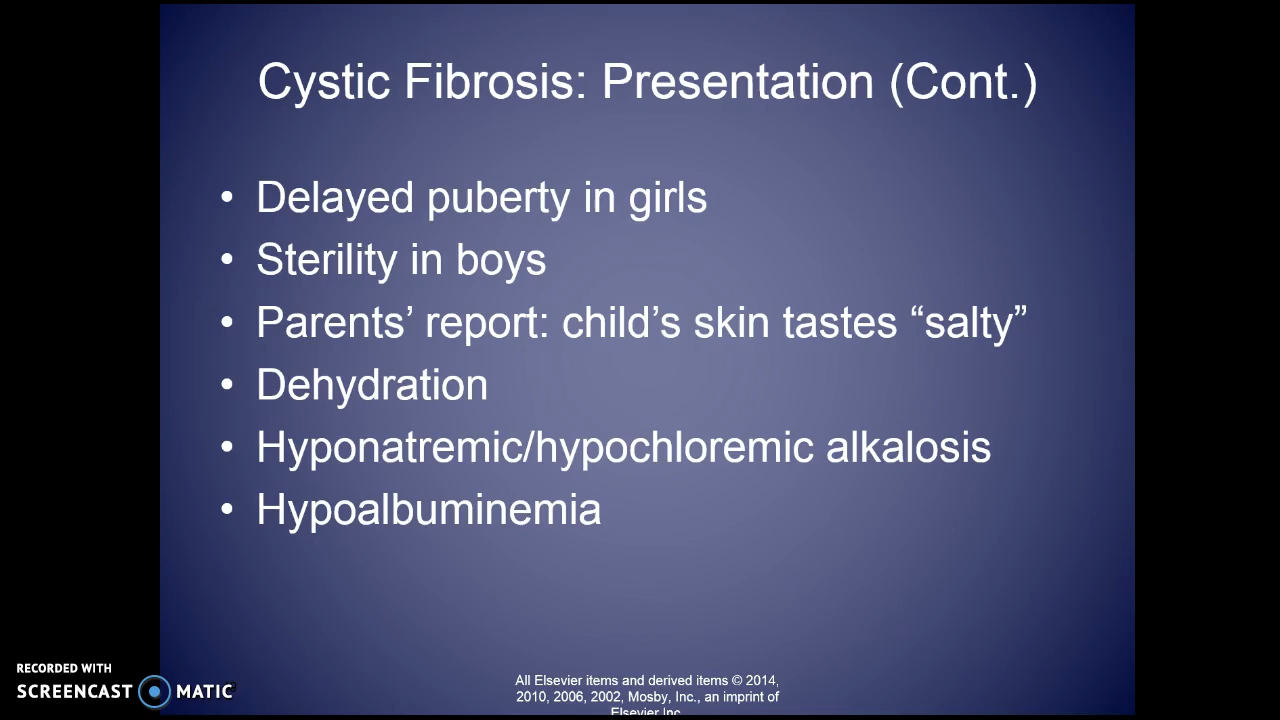 Cystic Fibrosis: Presentation (Cont.)
• Delayed puberty in girls
• Sterility in boys
• Parents’ report: child’s skin tastes “salty”
• Dehydration
• Hyponatremic/hypochloremic alkalosis
• Hypoalbuminemia
RECORDED WITH
SCREENCAST MATIC
All Elsevier items and derived items © 2014,
2010, 2006, 2002, Mosby, Inc., an imprint of
Elsevier Inc.